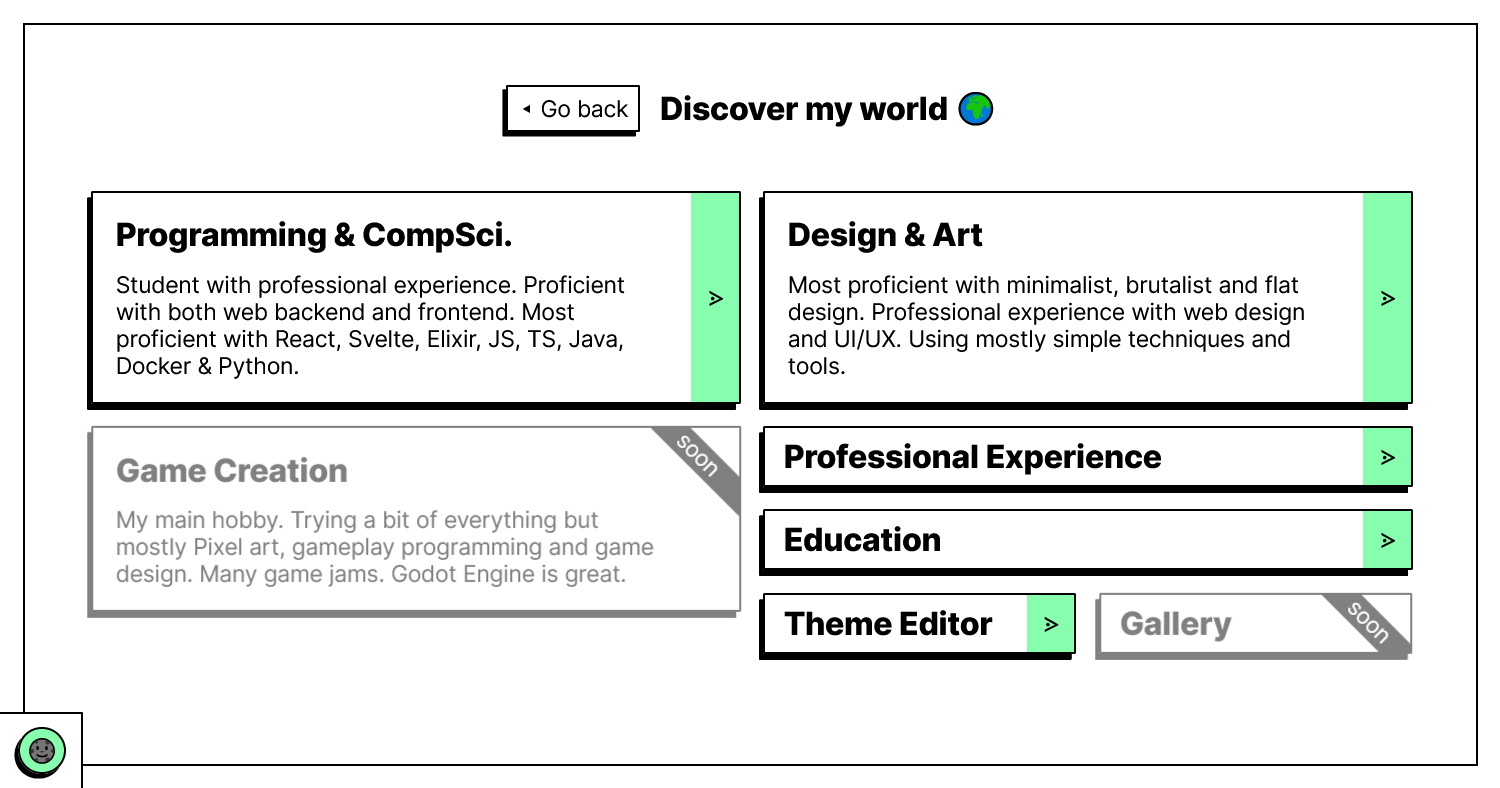 Go back
Discover my world
Programming & CompSci.
Student with professional experience. Proficient
with both web backend and frontend. Most
proficient with React, Svelte, Elixir, JS, TS, Java,
Docker & Python.
Design & Art
Most proficient with minimalist, brutalist and flat
design. Professional experience with web design
and UI/UX. Using mostly simple techniques and
tools.
Game Creation
soon
My main hobby. Trying a bit of everything but
mostly Pixel art, gameplay programming and game
design. Many game jams. Godot Engine is great.
Professional Experience
Education
Theme Editor
Gallery
soon